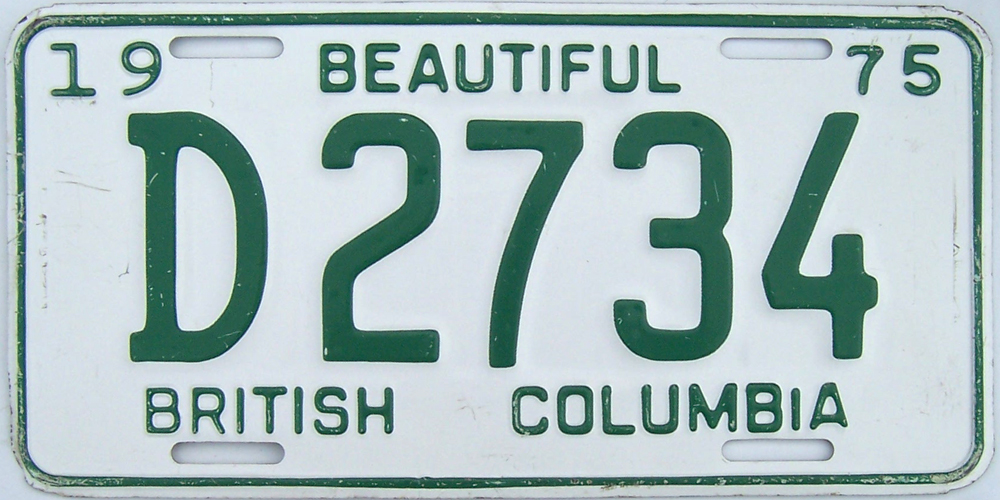 19 BEAUTIFUL 75
D2734
BRITISH COLUMBIA